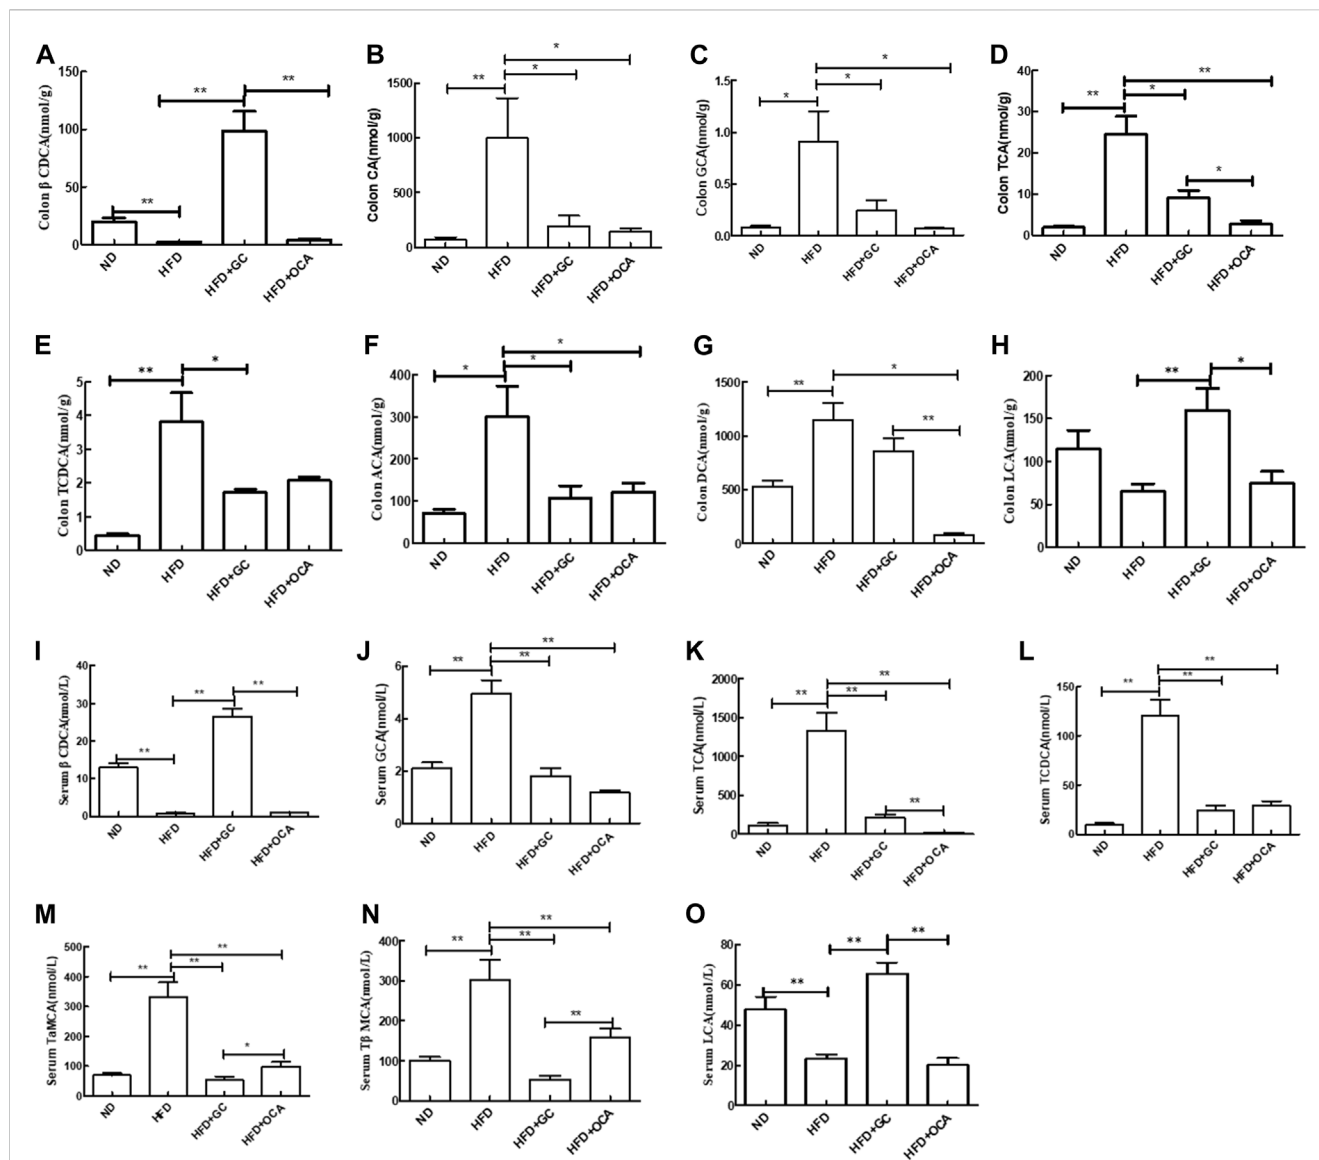 A
Colon β CDCA(nmol/g)
150
100
50
0
**
**
**
ND
HFD
HFD+GC
HFD+OCA
B
Colon CA(nmol/g)
1500
1000
500
0
**
*
*
ND
HFD
HFD+GC
HFD+OCA
C
Colon GCA(nmol/g)
1.5
1.0
0.5
0.0
*
*
*
ND
HFD
HFD+GC
HFD+OCA
D
Colon TCA(nmol/g)
40
30
20
10
0
**
**
*
*
ND
HFD
HFD+GC
HFD+OCA
E
Colon TCDCA(nmol/g)
5
4
3
2
1
0
**
*
ND
HFD
HFD+GC
HFD+OCA
F
Colon ACA(nmol/g)
400
300
200
100
0
*
*
*
ND
HFD
HFD+GC
HFD+OCA
G
Colon DCA(nmol/g)
1500
1000
500
0
**
*
**
ND
HFD
HFD+GC
HFD+OCA
H
Colon LCA(nmol/g)
200
150
100
50
0
**
*
ND
HFD
HFD+GC
HFD+OCA
I
Serum β CDCA(nmol/L)
40
30
20
10
0
**
**
**
ND
HFD
HFD+GC
HFD+OCA
J
Serum GCA(nmol/L)
6
4
2
0
**
**
**
ND
HFD
HFD+GC
HFD+OCA
K
Serum TCA(nmol/L)
2000
1500
1000
500
0
**
**
**
**
ND
HFD
HFD+GC
HFD+OCA
L
Serum TCDCA(nmol/L)
150
100
50
0
**
**
**
ND
HFD
HFD+GC
HFD+OCA
M
Serum TaMCA(nmol/L)
500
400
300
200
100
0
**
**
**
*
ND
HFD
HFD+GC
HFD+OCA
N
Serum Tβ MCA(nmol/L)
400
300
200
100
0
**
**
**
**
ND
HFD
HFD+GC
HFD+OCA
O
Serum LCA(nmol/L)
80
60
40
20
0
**
**
**
ND
HFD
HFD+GC
HFD+OCA